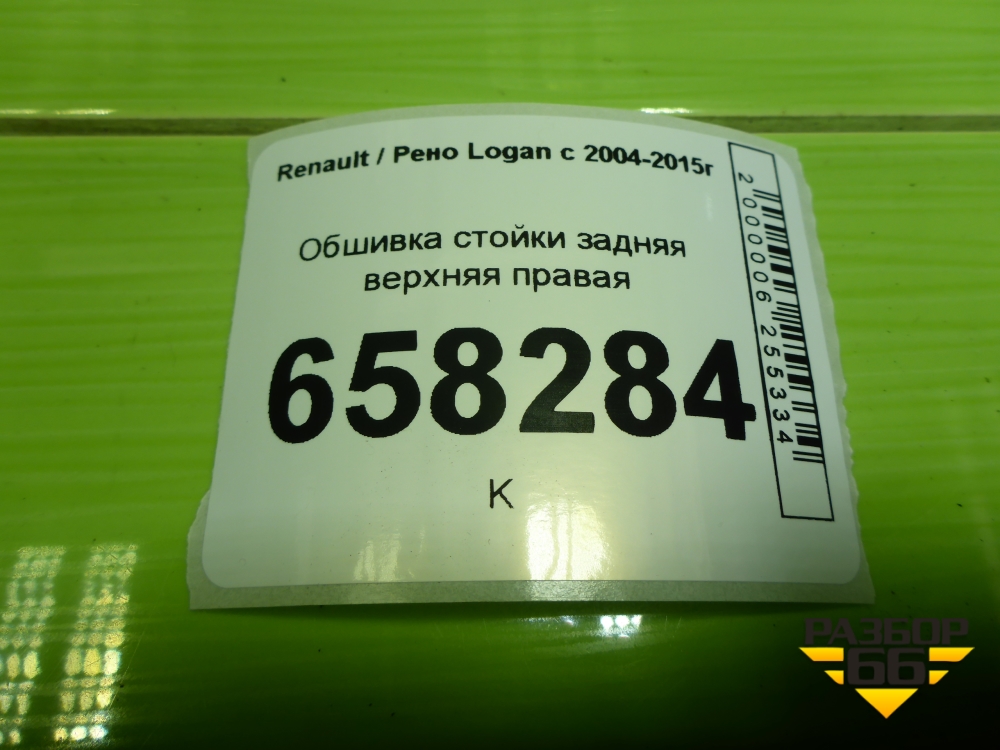 Renault / Рено Logan с 2004-2015г
Обшивка стойки задняя
верхняя правая
658284
К
2000006255334
РАЗБОР
66